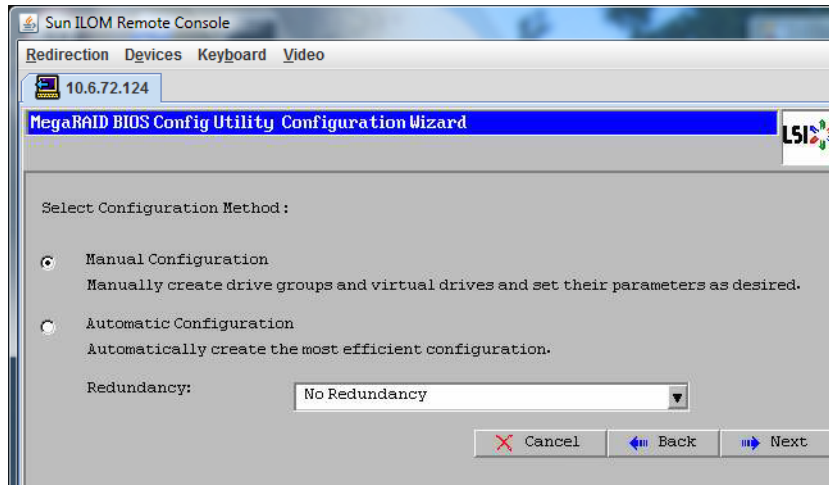 Sun ILOM Remote Console
Redirection Devices Keyboard Video
10.6.72.124
MegaRAID BIOS Config Utility Configuration Wizard
LSI
Select Configuration Method:
Manual Configuration
Manually create drive groups and virtual drives and set their parameters as desired.
Automatic Configuration
Automatically create the most efficient configuration.
Redundancy: No Redundancy
Cancel Back Next